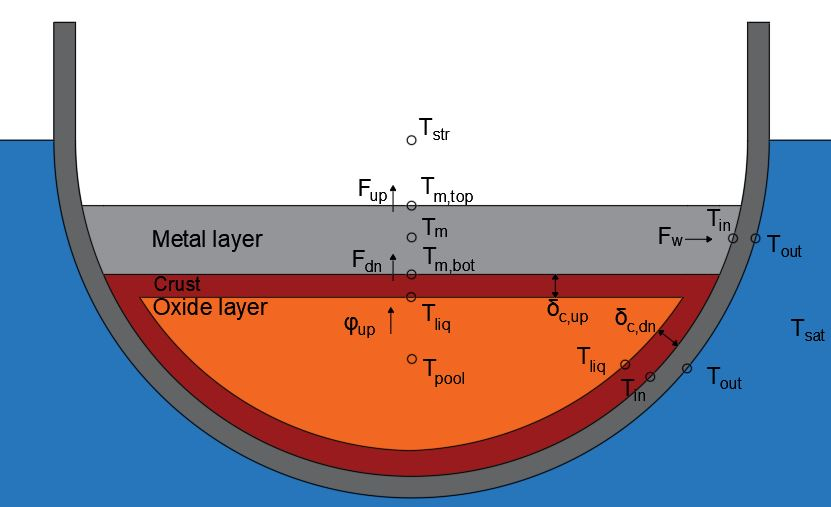 T_str
F_up
T_m,top
T_in
Metal layer
T_m
F_w
T_out
F_dn
T_m,bot
Crust
Oxide layer
δ_c,up
φ_up
T_liq
δ_c,dn
T_sat
T_liq
T_pool
T_in
T_out